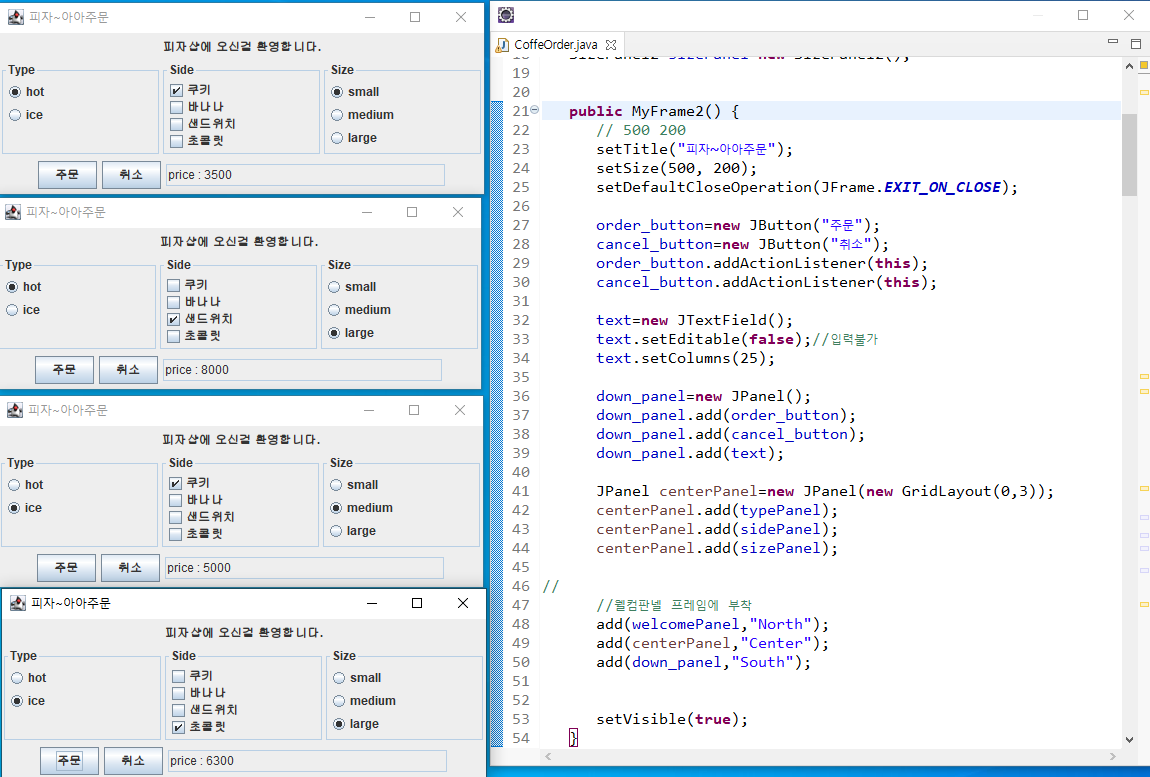 피자~아아주문
피자샵에 오신걸 환영합니다.
Type
hot
ice
Side
쿠키
바나나
샌드위치
초콜릿
Size
small
medium
large
주문
취소
price : 3500
피자~아아주문
피자샵에 오신걸 환영합니다.
Type
hot
ice
Side
쿠키
바나나
샌드위치
초콜릿
Size
small
medium
large
주문
취소
price : 8000
피자~아아주문
피자샵에 오신걸 환영합니다.
Type
hot
ice
Side
쿠키
바나나
샌드위치
초콜릿
Size
small
medium
large
주문
취소
price : 5000
피자~아아주문
피자샵에 오신걸 환영합니다.
Type
hot
ice
Side
쿠키
바나나
샌드위치
초콜릿
Size
small
medium
large
주문
취소
price : 6300
CoffeOrder.java
19
20
21 public MyFrame2() {
22 // 500 200
23 setTitle("피자~아아주문");
24 setSize(500, 200);
25 setDefaultCloseOperation(JFrame.EXIT_ON_CLOSE);
26
27 order_button=new JButton("주문");
28 cancel_button=new JButton("취소");
29 order_button.addActionListener(this);
30 cancel_button.addActionListener(this);
31
32 text=new JTextField();
33 text.setEditable(false);//입력불가
34 text.setColumns(25);
35
36 down_panel=new JPanel();
37 down_panel.add(order_button);
38 down_panel.add(cancel_button);
39 down_panel.add(text);
40
41 JPanel centerPanel=new JPanel(new GridLayout(0,3));
42 centerPanel.add(typePanel);
43 centerPanel.add(sidePanel);
44 centerPanel.add(sizePanel);
45
46 //
47 //웰컴판넬 프레임에 부착
48 add(welcomePanel,"North");
49 add(centerPanel,"Center");
50 add(down_panel,"South");
51
52
53 setVisible(true);
54 }